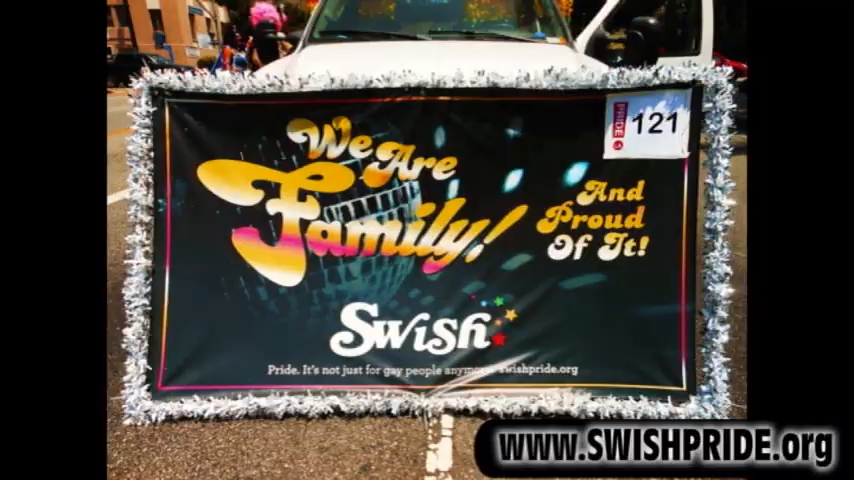 We Are
Family!
And
Proud
Of It!
PRIDE
121
Swish
Pride. It's not just for gay people anymore. swishpride.org
www.SWISHPRIDE.org